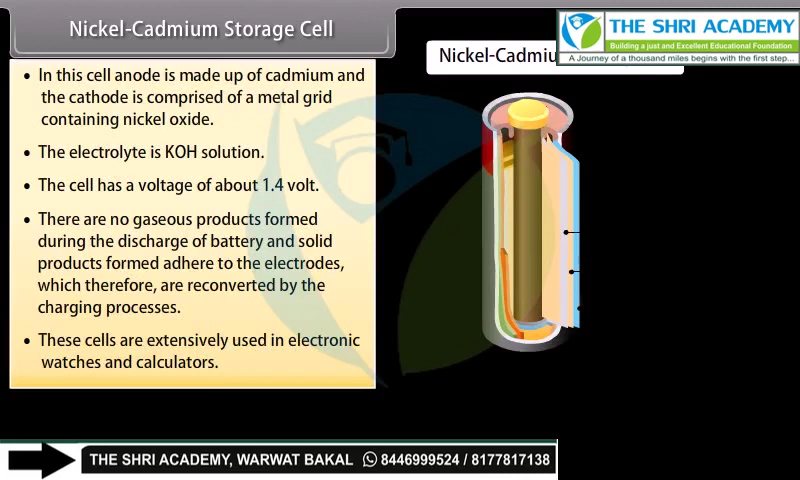 Nickel-Cadmium Storage Cell
THE SHRI ACADEMY
Building a just and Excellent Educational Foundation
A Journey of a thousand miles begins with the first step...
Nickel-Cadmiu
• In this cell anode is made up of cadmium and
the cathode is comprised of a metal grid
containing nickel oxide.
• The electrolyte is KOH solution.
• The cell has a voltage of about 1.4 volt.
• There are no gaseous products formed
during the discharge of battery and solid
products formed adhere to the electrodes,
which therefore, are reconverted by the
charging processes.
• These cells are extensively used in electronic
watches and calculators.
THE SHRI ACADEMY, WARWAT BAKAL 8446999524 / 8177817138